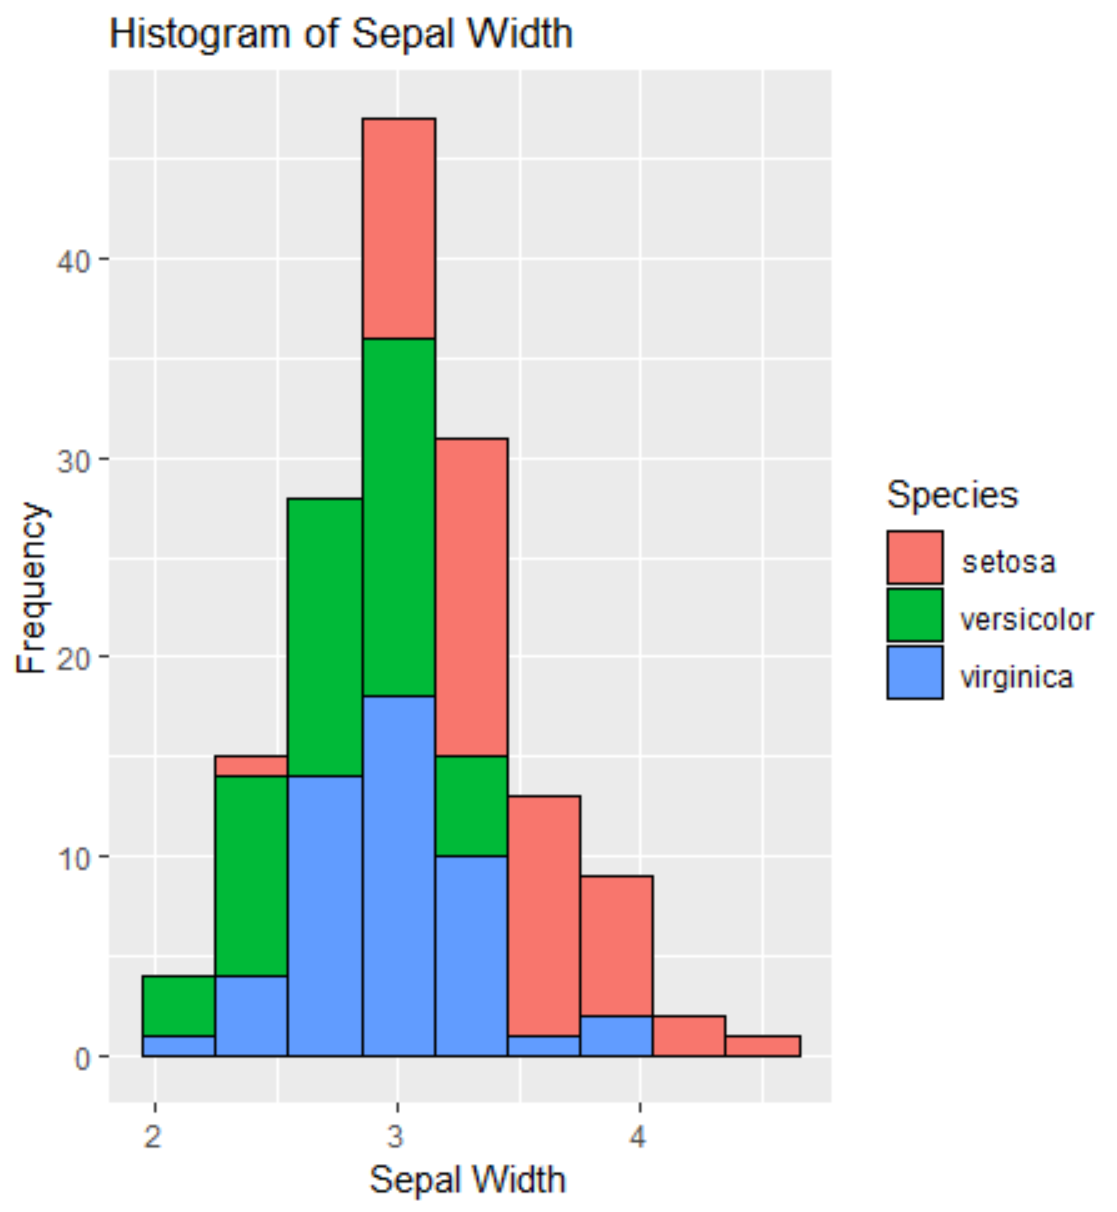 Histogram of Sepal Width
Frequency
40
30
20
10
0
2 3 4
Sepal Width
Species
setosa
versicolor
virginica